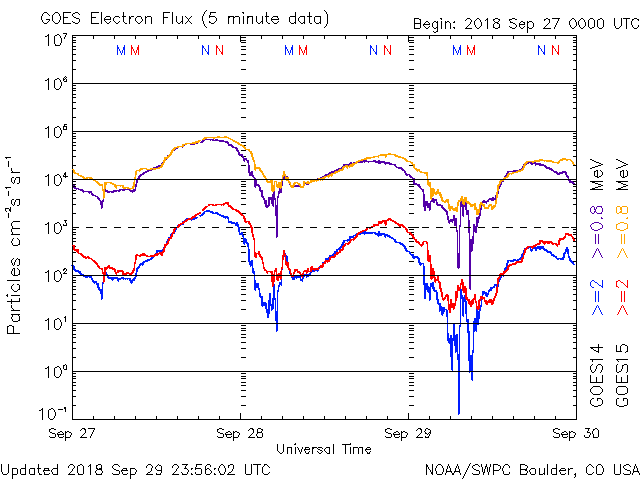 GOES Electron Flux (5 minute data)
Begin: 2018 Sep 27 0000 UTC
M M N N M M N N M M N N
10⁷
10⁶
10⁵
10⁴
10³
10²
10¹
10⁰
10⁻¹
Particles cm⁻²s⁻¹sr⁻¹
GOES14 >=2 >=0.8 MeV
GOES15 >=2 >=0.8 MeV
Sep 27 Sep 28 Sep 29 Sep 30
Universal Time
Updated 2018 Sep 29 23:56:02 UTC
NOAA/SWPC Boulder, CO USA